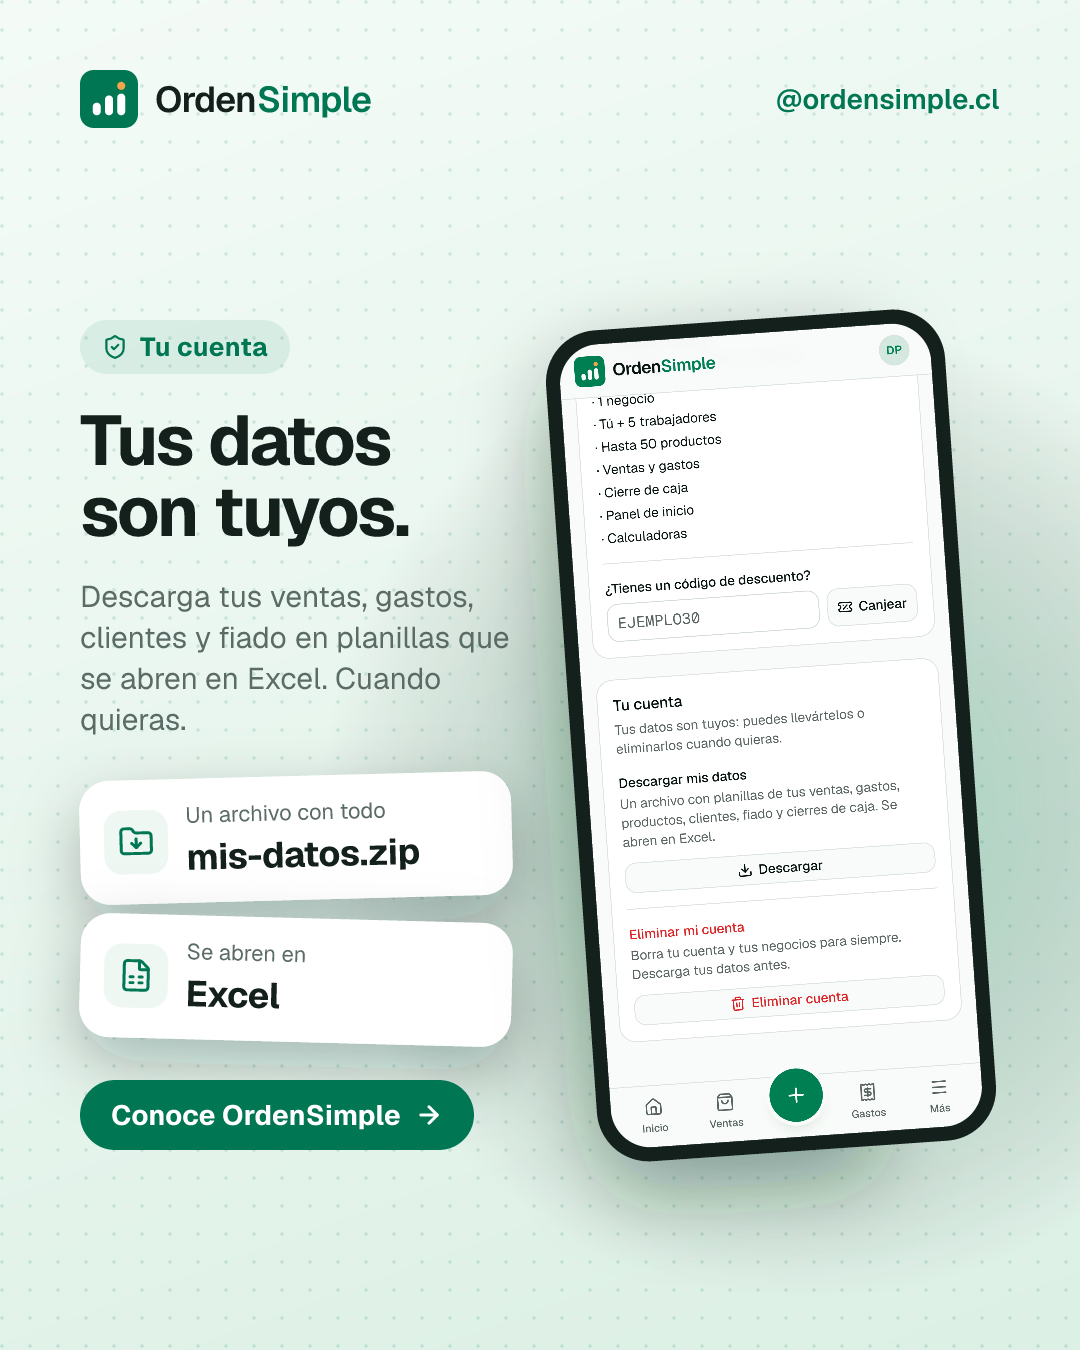 OrdenSimple
@ordensimple.cl
Tu cuenta
Tus datos
son tuyos.
Descarga tus ventas, gastos,
clientes y fiado en planillas que
se abren en Excel. Cuando
quieras.
Un archivo con todo
mis-datos.zip
Se abren en
Excel
Conoce OrdenSimple
OrdenSimple
DP
· 1 negocio
· Tú + 5 trabajadores
· Hasta 50 productos
· Ventas y gastos
· Cierre de caja
· Panel de inicio
· Calculadoras
¿Tienes un código de descuento?
EJEMPLO30
Canjear
Tu cuenta
Tus datos son tuyos: puedes llevártelos o
eliminarlos cuando quieras.
Descargar mis datos
Un archivo con planillas de tus ventas, gastos,
productos, clientes, fiado y cierres de caja. Se
abren en Excel.
Descargar
Eliminar mi cuenta
Borra tu cuenta y tus negocios para siempre.
Descarga tus datos antes.
Eliminar cuenta
Inicio
Ventas
Gastos
Más